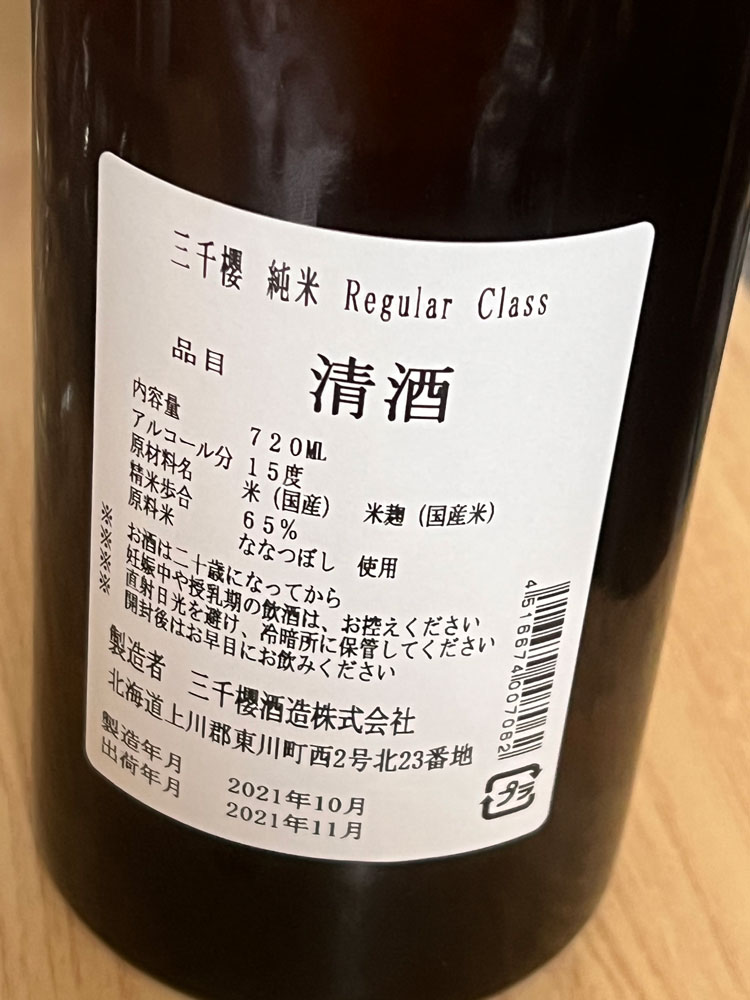 三千櫻 純米 Regular Class
品目 清酒
内容量 720ML
アルコール分 15度
原材料名 米（国産） 米麹（国産米）
精米歩合 65%
原料米 ななつぼし 使用
※ お酒は二十歳になってから
※ 妊娠中や授乳期の飲酒は、お控えください
※ 直射日光を避け、冷暗所に保管してください
※ 開封後はお早目にお飲みください
製造者 三千櫻酒造株式会社
北海道上川郡東川町西2号北23番地
製造年月 2021年10月
出荷年月 2021年11月
4516674007082
プラ